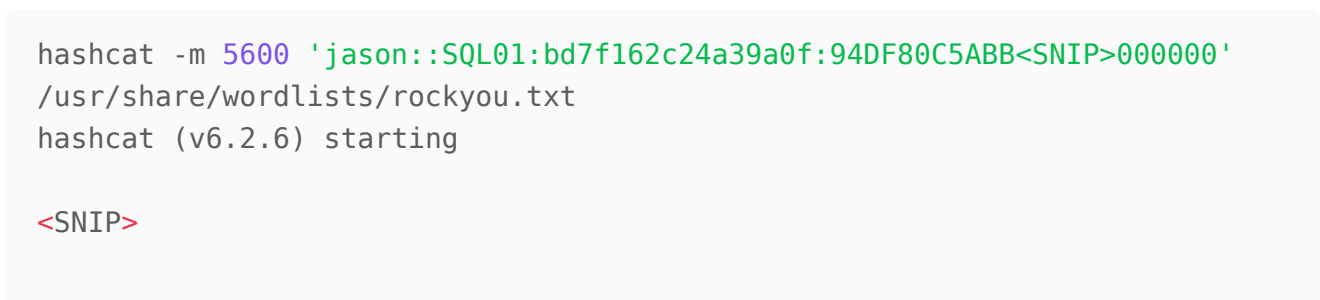 hashcat -m 5600 'jason::SQL01:bd7f162c24a39a0f:94DF80C5ABB<SNIP>000000'
/usr/share/wordlists/rockyou.txt
hashcat (v6.2.6) starting
<SNIP>